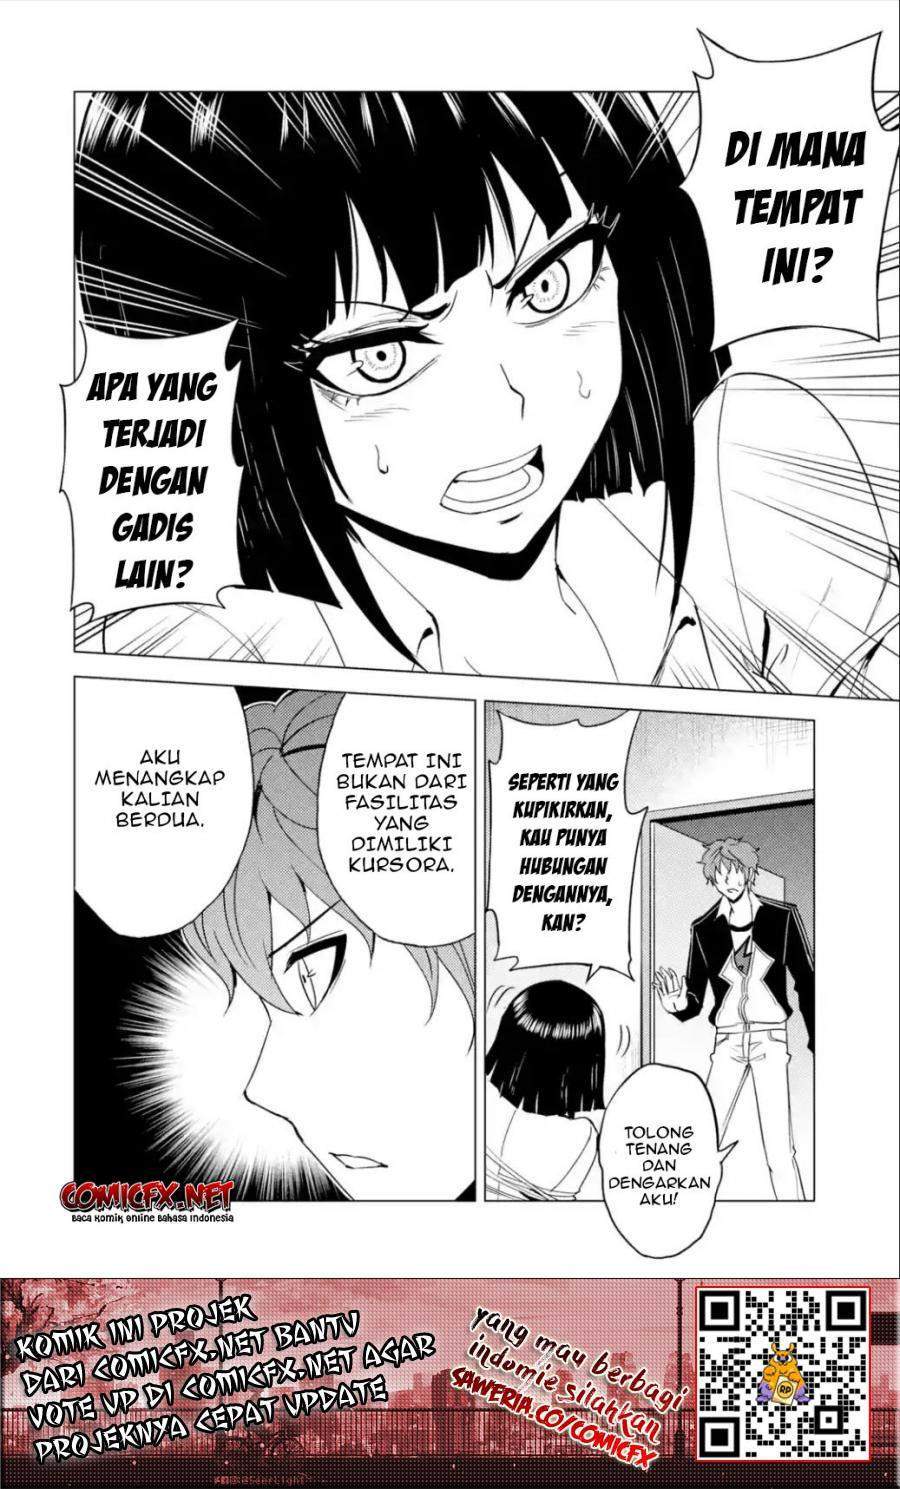 DI MANA
TEMPAT
INI?
APA YANG
TERJADI
DENGAN
GADIS
LAIN?
SEPERTI YANG
KUPIKIRKAN,
KAU PUNYA
HUBUNGAN
DENGANNYA,
KAN?
TOLONG
TENANG
DAN
DENGARKAN
AKU!
TEMPAT INI
BUKAN DARI
FASILITAS
YANG
DIMILIKI
KURSORA.
AKU
MENANGKAP
KALIAN
BERDUA.
COMICFX.NET
Baca Komik Online Bahasa Indonesia
KOMIK INI PROJEK
DARI COMICFX.NET BANTU
VOTE UP DI COMICFX.NET AGAR
PROJEKNYA CEPAT UPDATE
yang mau berbagi
indomie silahkan
SAWERIA.CO/COMICFX
RP